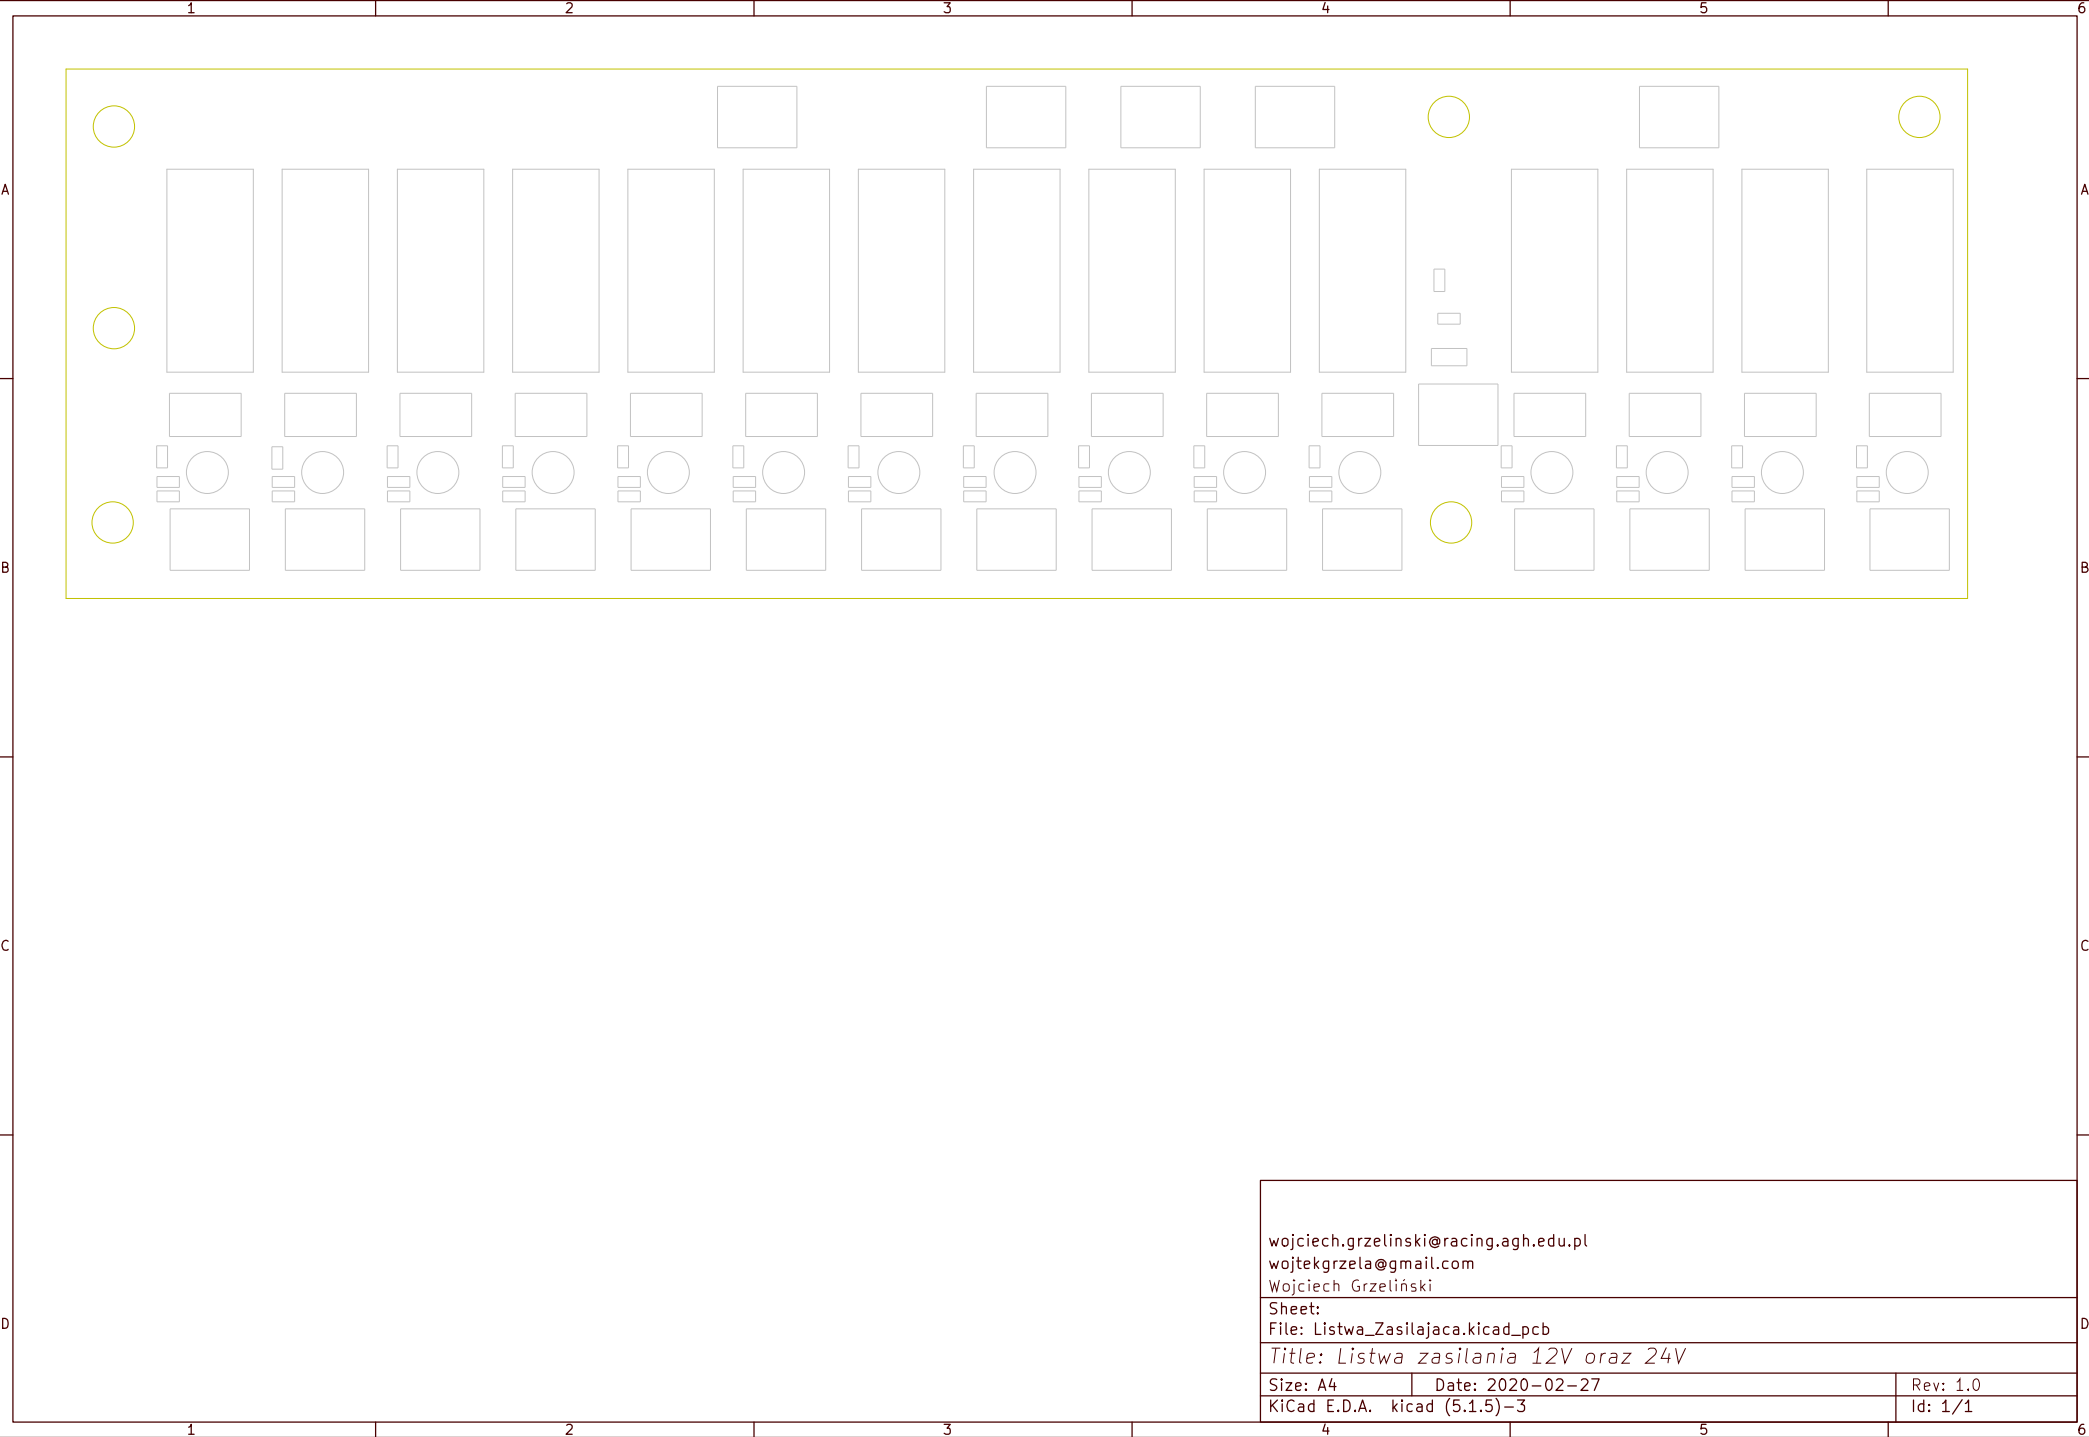 1 2 3 4 5 6
A A
B B
C C
wojciech.grzelinski@racing.agh.edu.pl
wojtekgrzela@gmail.com
Wojciech Grzeliński
Sheet:
D D
File: Listwa_Zasilajaca.kicad_pcb
Title: Listwa zasilania 12V oraz 24V
Size: A4 Date: 2020-02-27 Rev: 1.0
KiCad E.D.A. kicad (5.1.5)-3 Id: 1/1
1 2 3 4 5 6